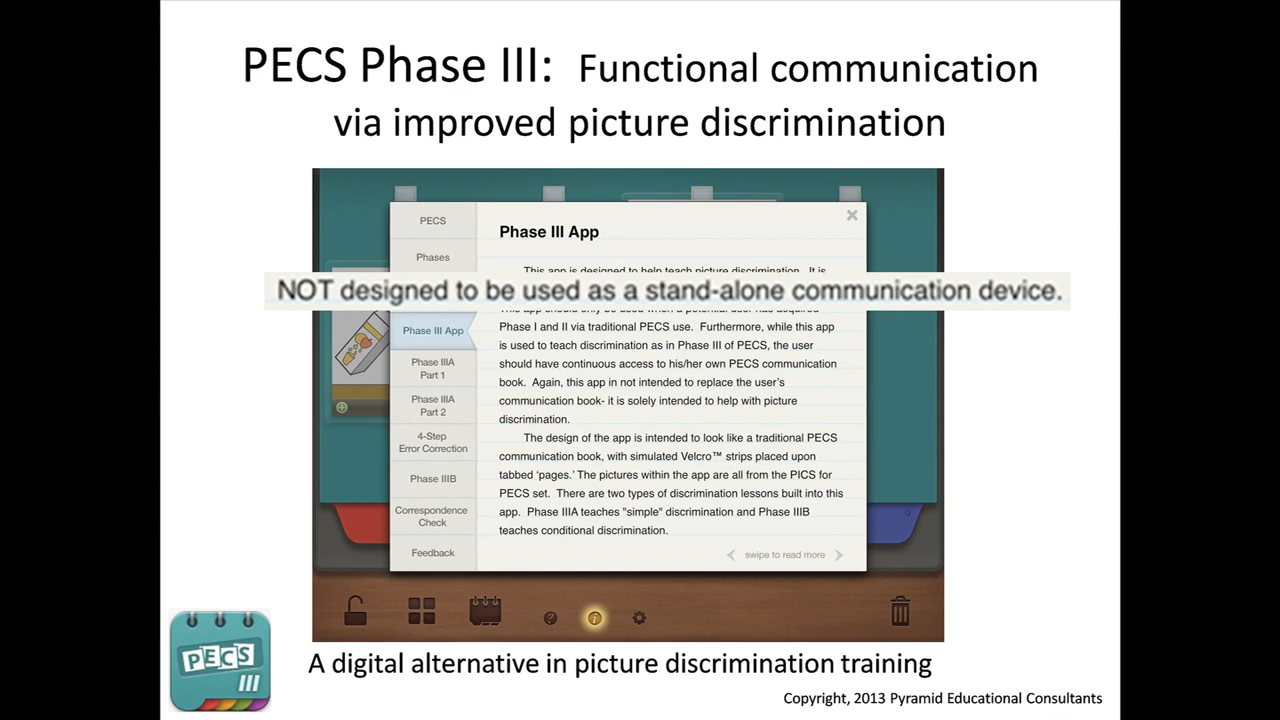 PECS Phase III: Functional communication
via improved picture discrimination
PECS
Phases
Phase III App
Phase IIIA
Part 1
Phase IIIA
Part 2
4-Step
Error Correction
Phase IIIB
Correspondence
Check
Feedback
Phase III App
This app is designed to help teach picture discrimination. It is
NOT designed to be used as a stand-alone communication device.
This app should only be used when a potential user has acquired
Phase I and II via traditional PECS use. Furthermore, while this app
is used to teach discrimination as in Phase III of PECS, the user
should have continuous access to his/her own PECS communication
book. Again, this app in not intended to replace the user's
communication book- it is solely intended to help with picture
discrimination.
The design of the app is intended to look like a traditional PECS
communication book, with simulated Velcro™ strips placed upon
tabbed 'pages.' The pictures within the app are all from the PICS for
PECS set. There are two types of discrimination lessons built into this
app. Phase IIIA teaches "simple" discrimination and Phase IIIB
teaches conditional discrimination.
swipe to read more
PECS
III
A digital alternative in picture discrimination training
Copyright, 2013 Pyramid Educational Consultants